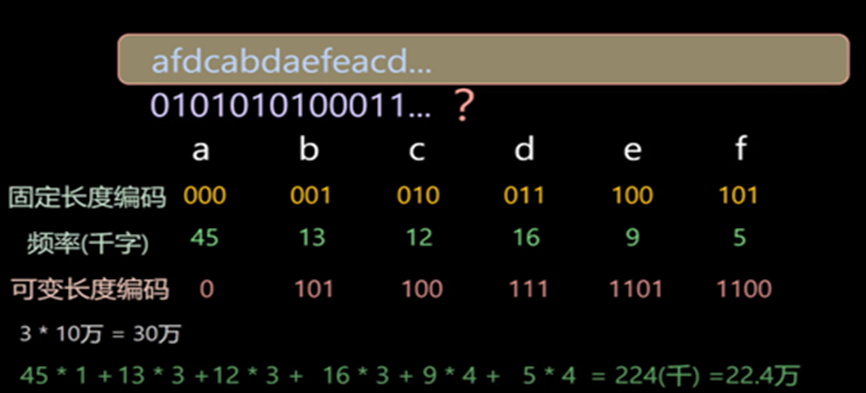 afdcabdaefeacd...
0101010100011... ?
a b c d e f
固定长度编码 000 001 010 011 100 101
频率(千字) 45 13 12 16 9 5
可变长度编码 0 101 100 111 1101 1100
3 * 10万 = 30万
45 * 1 +13 * 3 +12 * 3 + 16 * 3 + 9 * 4 + 5 * 4 = 224(千) =22.4万